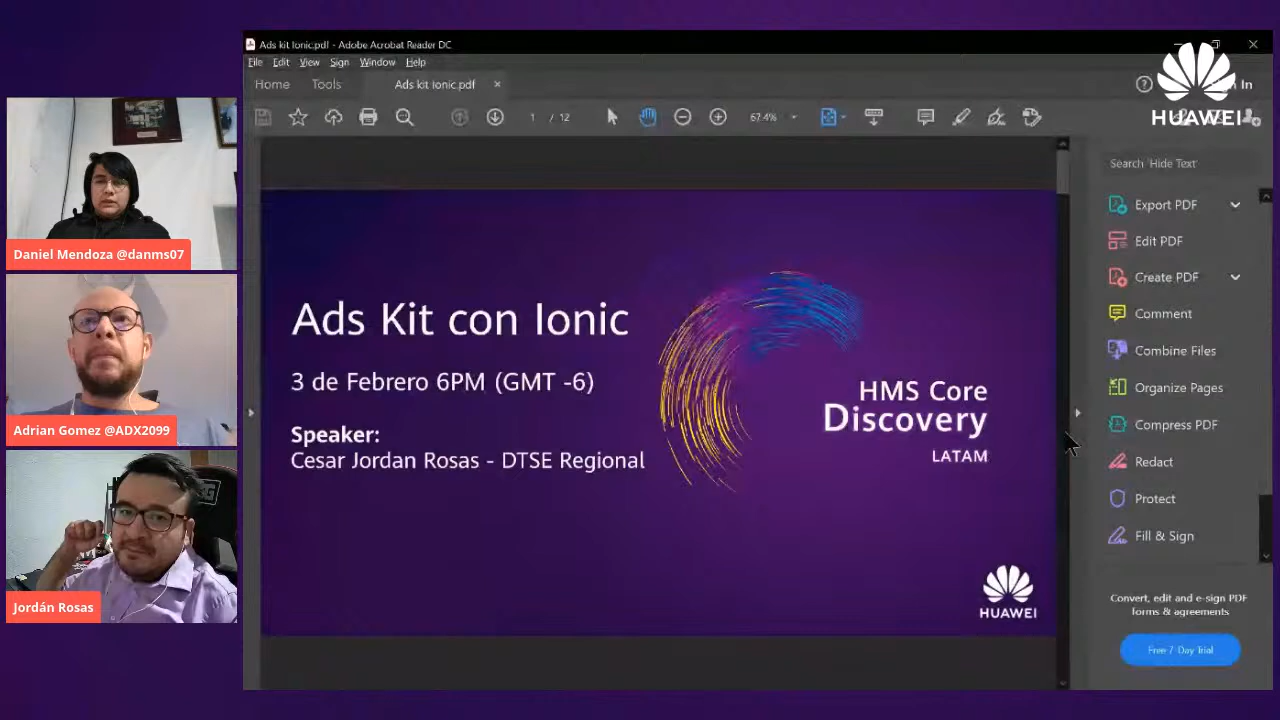 Ads kit Ionic.pdf - Adobe Acrobat Reader DC
File Edit View Sign Window Help
Home Tools Ads kit Ionic.pdf
In
1 / 12 67.4%
HUAWEI
Search 'Hide Text'
Export PDF
Edit PDF
Create PDF
Comment
Combine Files
Organize Pages
Compress PDF
Redact
Protect
Fill & Sign
Convert, edit and e-sign PDF
forms & agreements
Free 7 Day Trial
Ads Kit con Ionic
3 de Febrero 6PM (GMT -6)
Speaker:
Cesar Jordan Rosas - DTSE Regional
HMS Core
Discovery
LATAM
HUAWEI
Daniel Mendoza @danms07
Adrian Gomez @ADX2099
Jordán Rosas